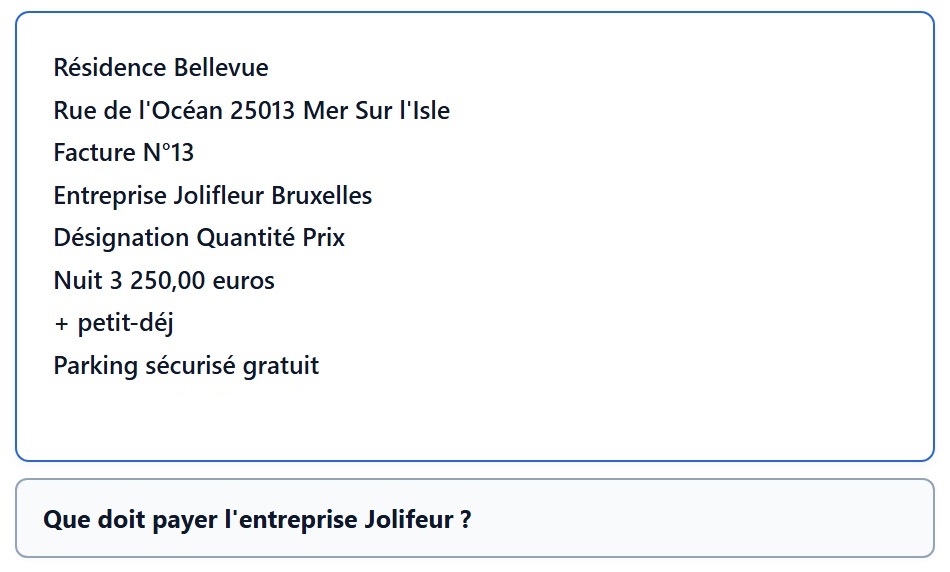 Résidence Bellevue
Rue de l'Océan 25013 Mer Sur l'Isle
Facture N°13
Entreprise Jolifleur Bruxelles
Désignation Quantité Prix
Nuit 3 250,00 euros
+ petit-déj
Parking sécurisé gratuit
Que doit payer l'entreprise Jolifeur ?